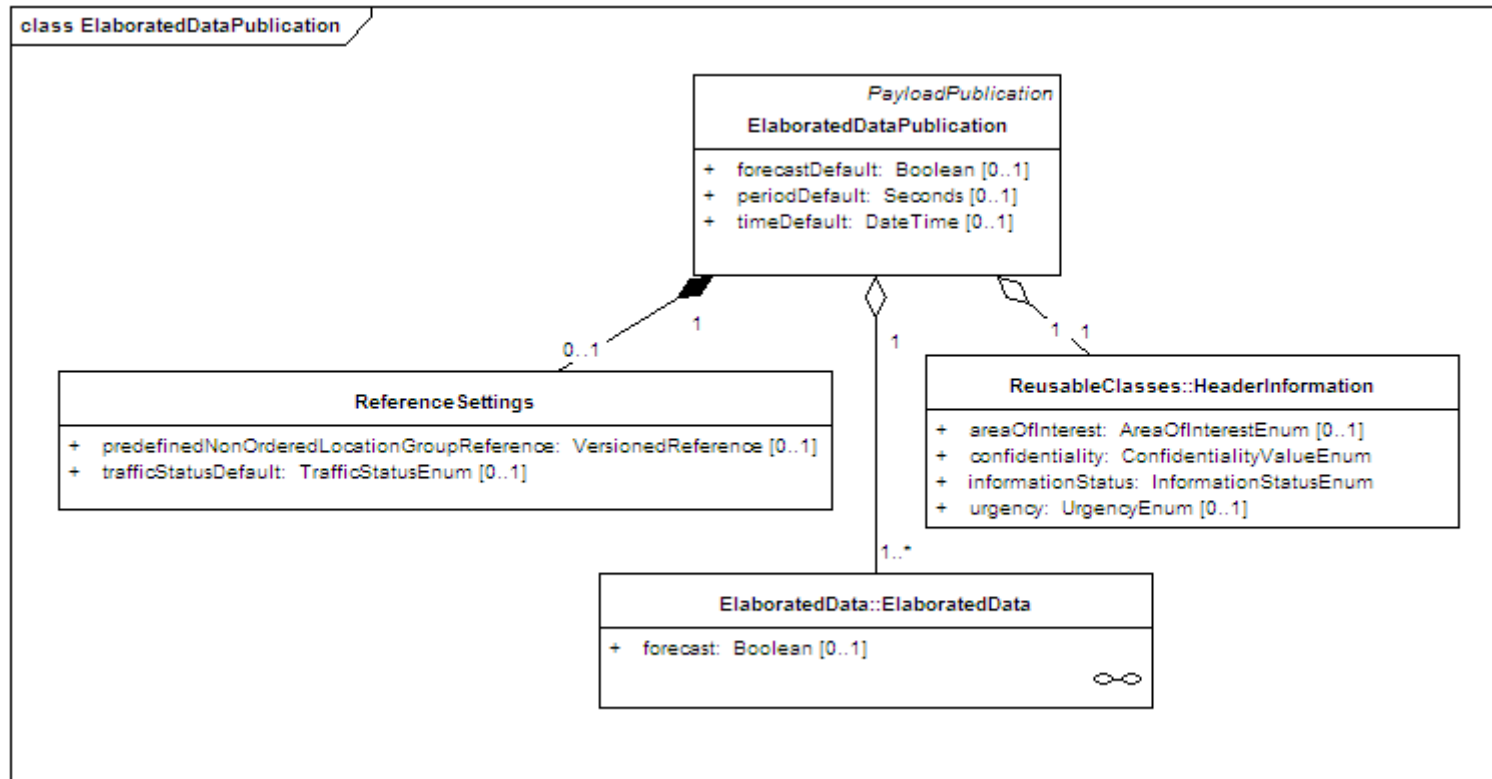 class ElaboratedDataPublication
PayloadPublication
ElaboratedDataPublication
+ forecastDefault: Boolean [0..1]
+ periodDefault: Seconds [0..1]
+ timeDefault: DateTime [0..1]
1
1
1 1
0..1
ReferenceSettings
+ predefinedNonOrderedLocationGroupReference: VersionedReference [0..1]
+ trafficStatusDefault: TrafficStatusEnum [0..1]
ReusableClasses::HeaderInformation
+ areaOfInterest: AreaOfInterestEnum [0..1]
+ confidentiality: ConfidentialityValueEnum
+ informationStatus: InformationStatusEnum
+ urgency: UrgencyEnum [0..1]
1..*
ElaboratedData::ElaboratedData
+ forecast: Boolean [0..1]